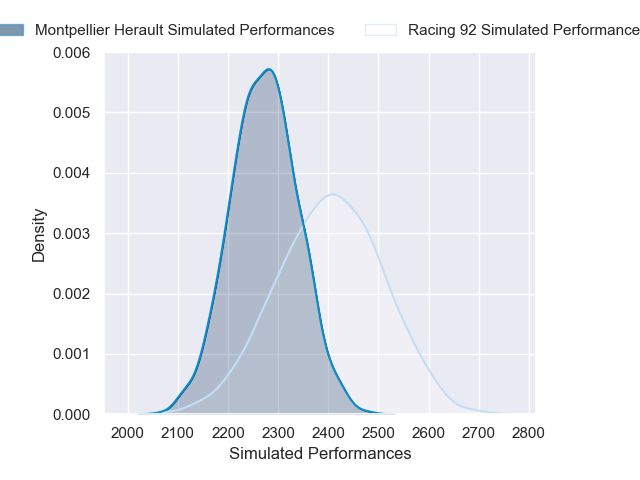 Montpellier Herault Simulated Performances Racing 92 Simulated Performance
0.006
0.005
0.004
0.003
0.002
0.001
0.000
Density
2000 2100 2200 2300 2400 2500 2600 2700 2800
Simulated Performances